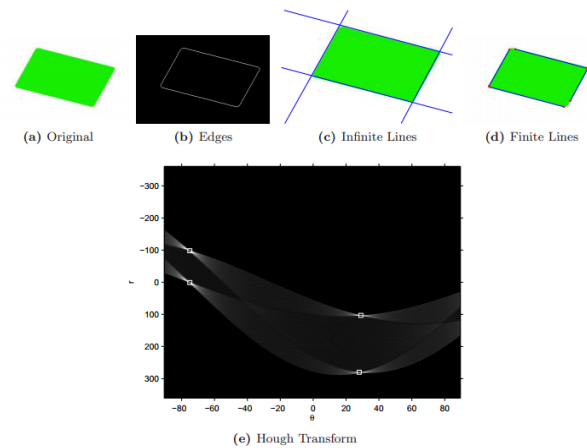 (a) Original
(b) Edges
(c) Infinite Lines
(d) Finite Lines
−300
−200
−100
0
100
200
300
r
−80 −60 −40 −20 0 20 40 60 80
θ
(e) Hough Transform